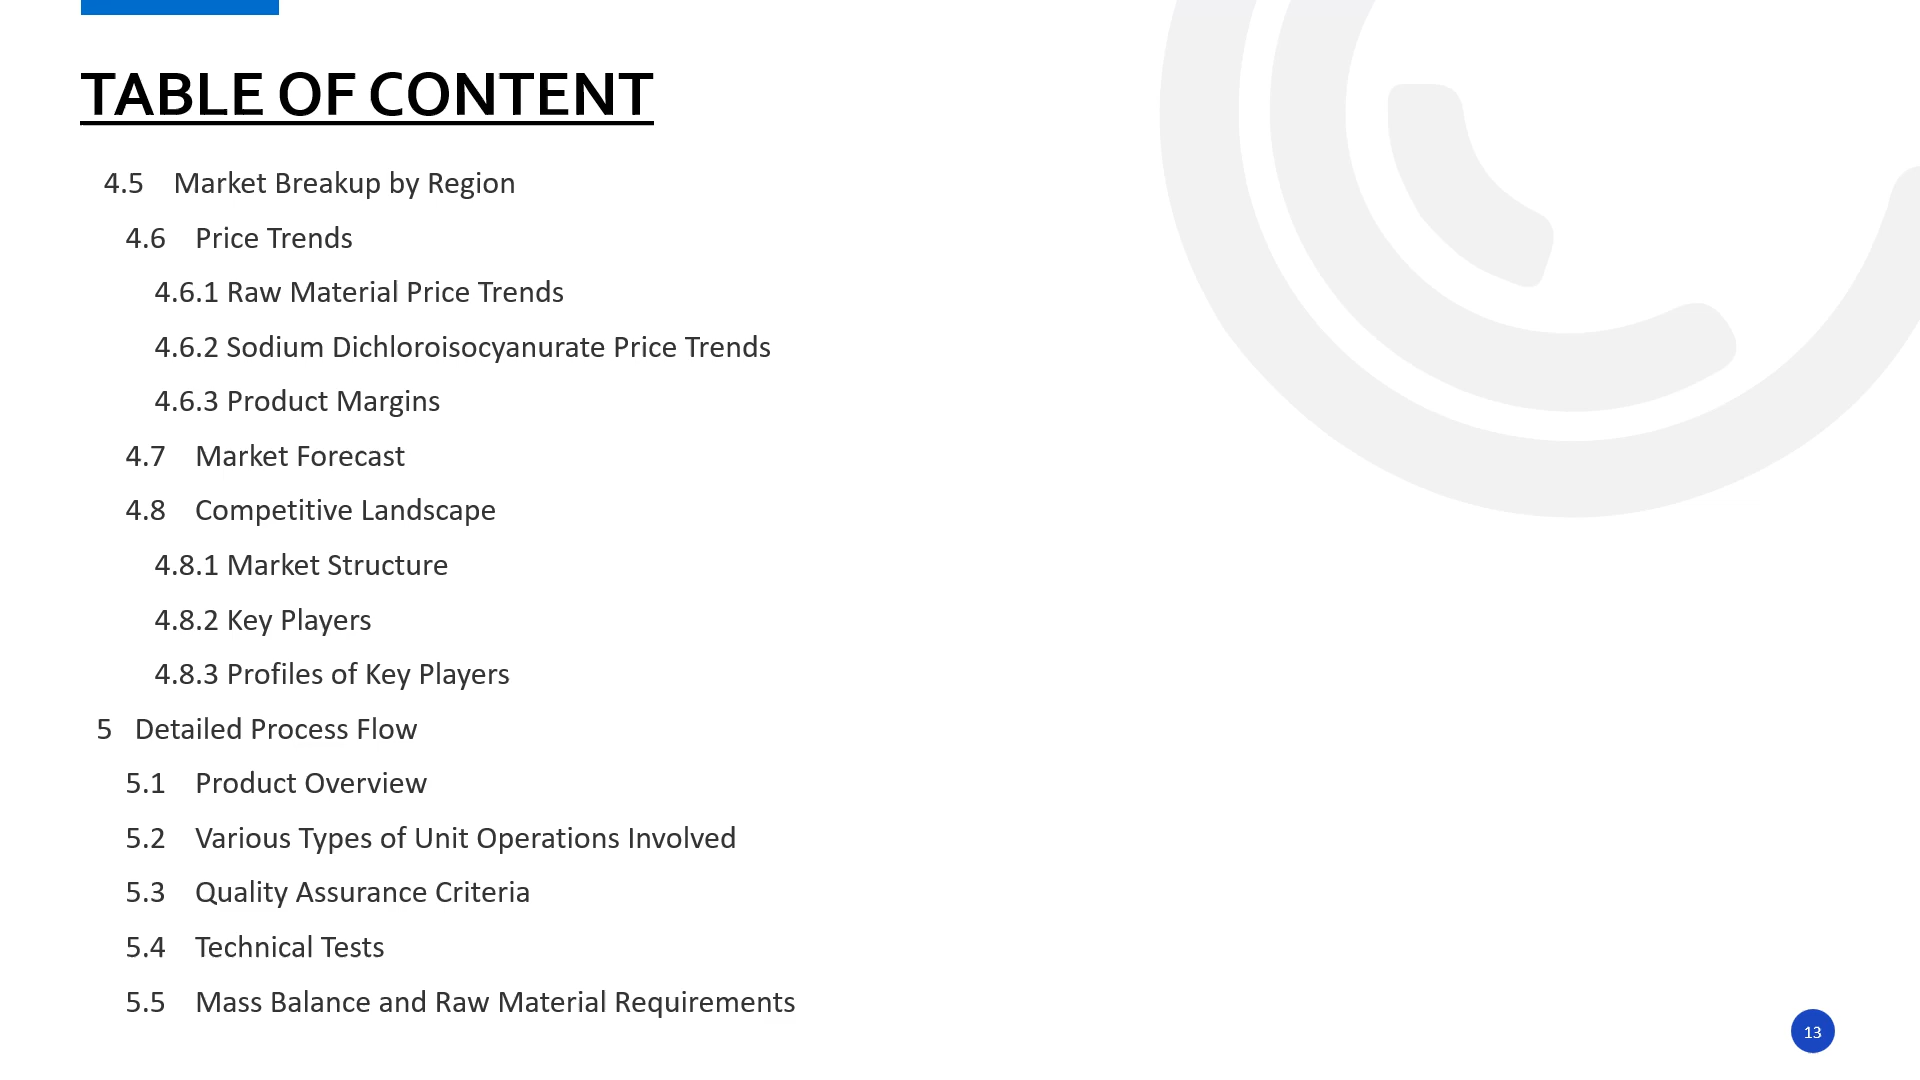 TABLE OF CONTENT
4.5 Market Breakup by Region
4.6 Price Trends
4.6.1 Raw Material Price Trends
4.6.2 Sodium Dichloroisocyanurate Price Trends
4.6.3 Product Margins
4.7 Market Forecast
4.8 Competitive Landscape
4.8.1 Market Structure
4.8.2 Key Players
4.8.3 Profiles of Key Players
5 Detailed Process Flow
5.1 Product Overview
5.2 Various Types of Unit Operations Involved
5.3 Quality Assurance Criteria
5.4 Technical Tests
5.5 Mass Balance and Raw Material Requirements
13